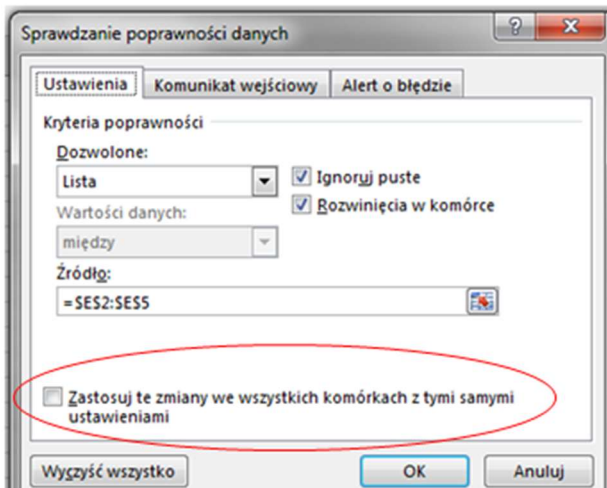 Sprawdzanie poprawności danych
Ustawienia Komunikat wejściowy Alert o błędzie
Kryteria poprawności
Dozwolone:
Lista
Ignoruj puste
Rozwinięcia w komórce
Wartości danych:
między
Źródło:
=$E$2:$E$5
Zastosuj te zmiany we wszystkich komórkach z tymi samymi
ustawieniami
Wyczyść wszystko OK Anuluj